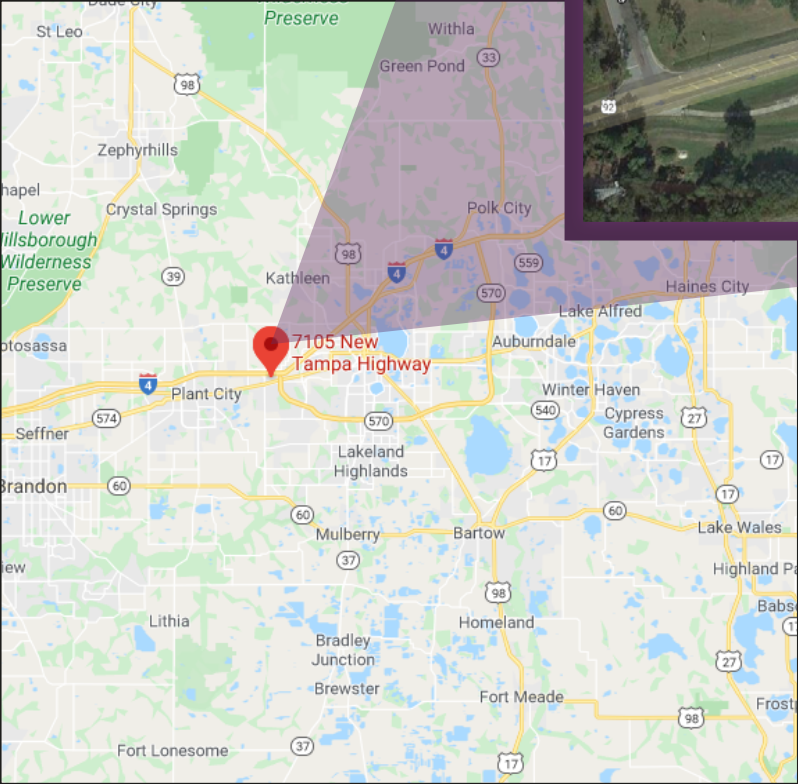 Dade City
Wilderness
Preserve
St Leo
Withla
33
Green Pond
98
92
Zephyrhills
hapel
Crystal Springs
Polk City
Lower
illsborough
Wilderness
Preserve
98
4
4
559
39
Kathleen
570
Haines City
Lake Alfred
otosassa
7105 New
Tampa Highway
Auburndale
4
Plant City
Winter Haven
574
570
540
Cypress
Gardens
27
Seffner
Lakeland
Highlands
17
17
Brandon
60
17
60
60
Mulberry
Bartow
Lake Wales
37
iew
Highland Pa
98
Babs
Lithia
Homeland
17
Bradley
Junction
27
Brewster
Fort Meade
Frostp
98
Fort Lonesome
37
17